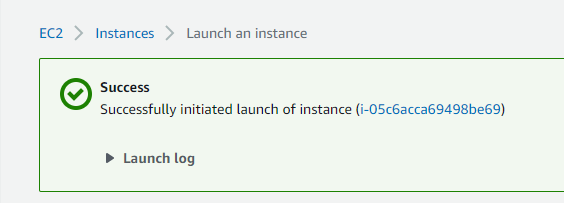 EC2 > Instances > Launch an instance
Success
Successfully initiated launch of instance (i-05c6acca69498be69)
Launch log